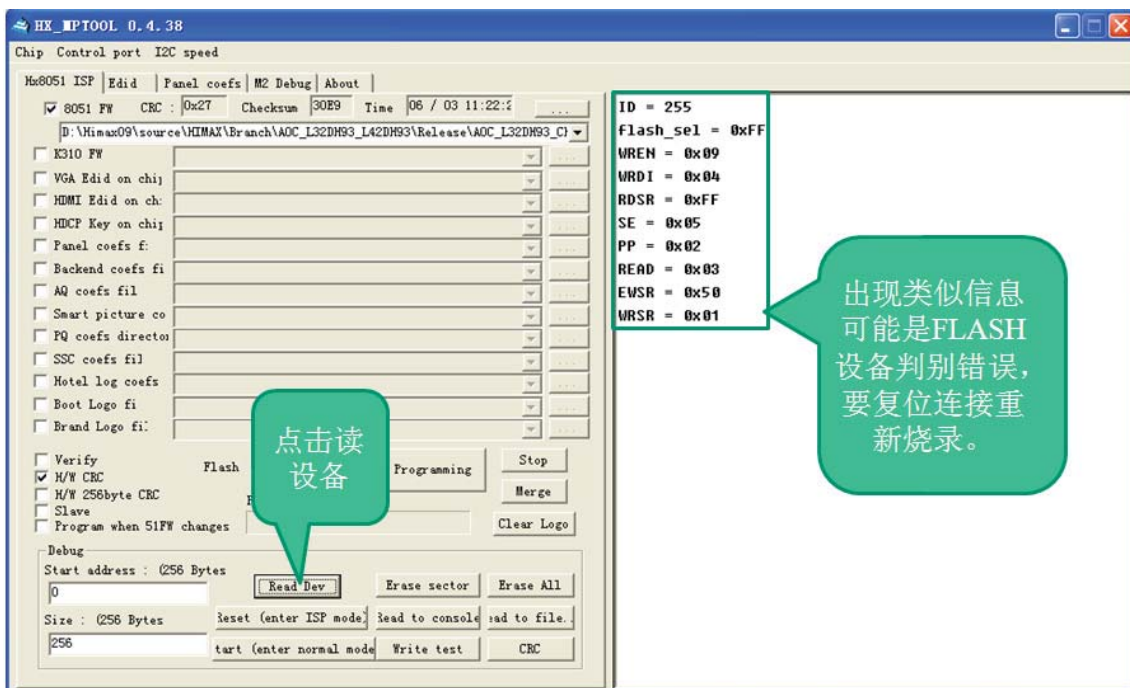 HX_MPTOOL 0.4.38
Chip Control port I2C speed
Hx8051 ISP Edid Panel coefs M2 Debug About
8051 FW CRC : 0x27 Checksum 30E9 Time 06 / 03 11:22:2 ...
D:\Himax09\source\HIMAX\Branch\AOC_L32DH93_L42DH93\Release\AOC_L32DH93_CH
K310 FW
VGA Edid on chip
HDMI Edid on ch:
HDCP Key on chip
Panel coefs f:
Backend coefs fi
AQ coefs fil
Smart picture co
PQ coefs director
SSC coefs fil
Hotel log coefs
Boot Logo fi
Brand Logo fi:
Verify
H/W CRC
H/W 256byte CRC
Slave
Program when 51FW changes
Flash
Programming
Stop
Merge
Clear Logo
Debug
Start address : (256 Bytes
0
Size : (256 Bytes
256
Read Dev Erase sector Erase All
Reset (enter ISP mode) Read to console ead to file..
tart (enter normal mode Write test CRC
点击读
设备
ID = 255
flash_sel = 0xFF
WREN = 0x09
WRDI = 0x04
RDSR = 0xFF
SE = 0x05
PP = 0x02
READ = 0x03
EWSR = 0x50
WRSR = 0x01
出现类似信息
可能是FLASH
设备判别错误，
要复位连接重
新烧录。